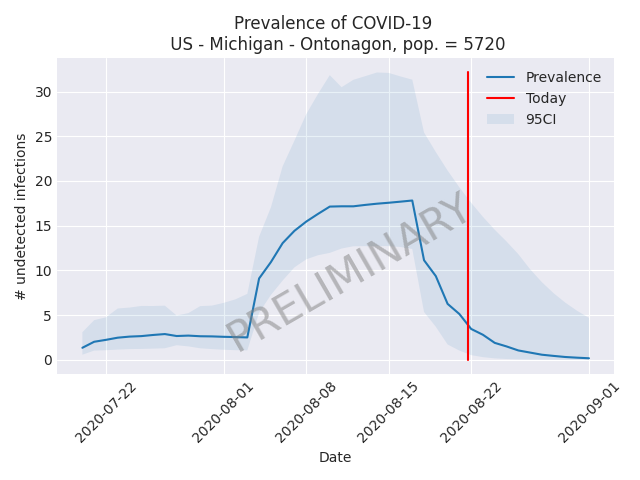 Prevalence of COVID-19
US - Michigan - Ontonagon, pop. = 5720
Prevalence
Today
95CI
# undetected infections
30
25
20
15
10
5
0
PRELIMINARY
2020-07-22
2020-08-01
2020-08-08
2020-08-15
2020-08-22
2020-09-01
Date